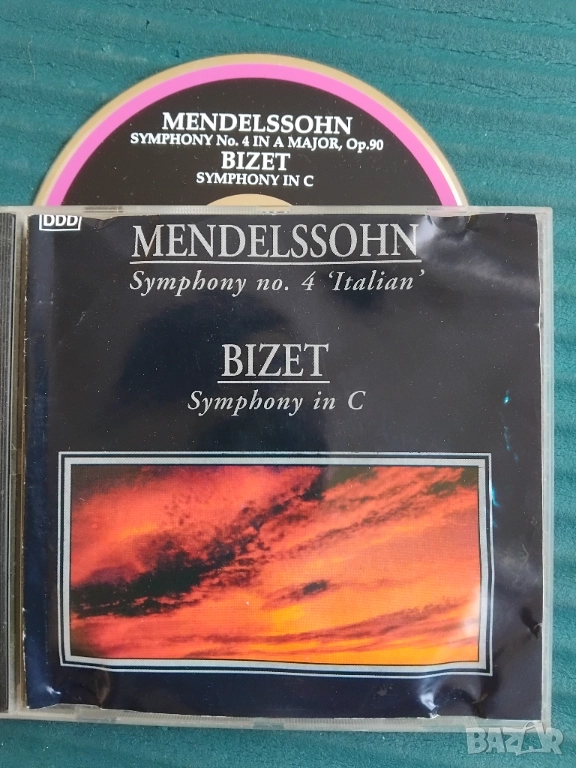 MENDELSSOHN
SYMPHONY No. 4 IN A MAJOR, Op.90
BIZET
SYMPHONY IN C
DDD
MENDELSSOHN
Symphony no. 4 ‘Italian’
BIZET
Symphony in C
BAZAR